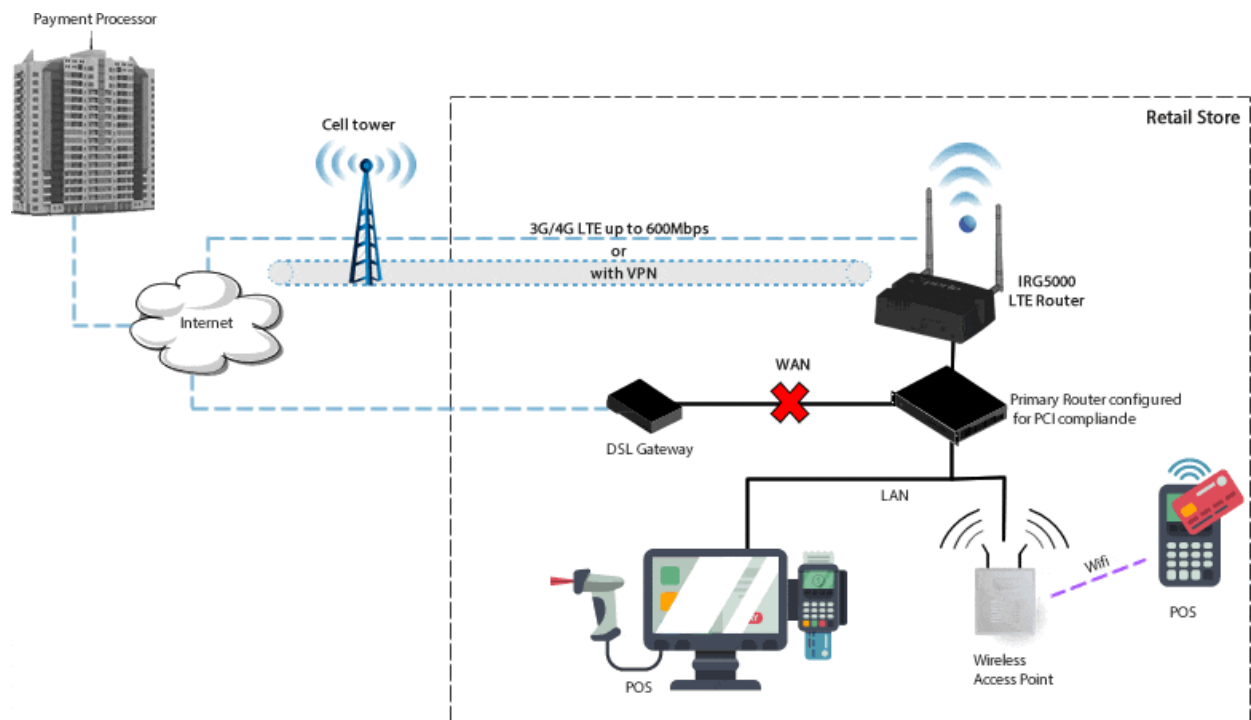 Payment Processor
Retail Store
Cell tower
3G/4G LTE up to 600Mbps
or
with VPN
IRG5000
LTE Router
Internet
WAN
Primary Router configured
for PCI compliande
DSL Gateway
LAN
Wifi
POS
POS
Wireless
Access Point